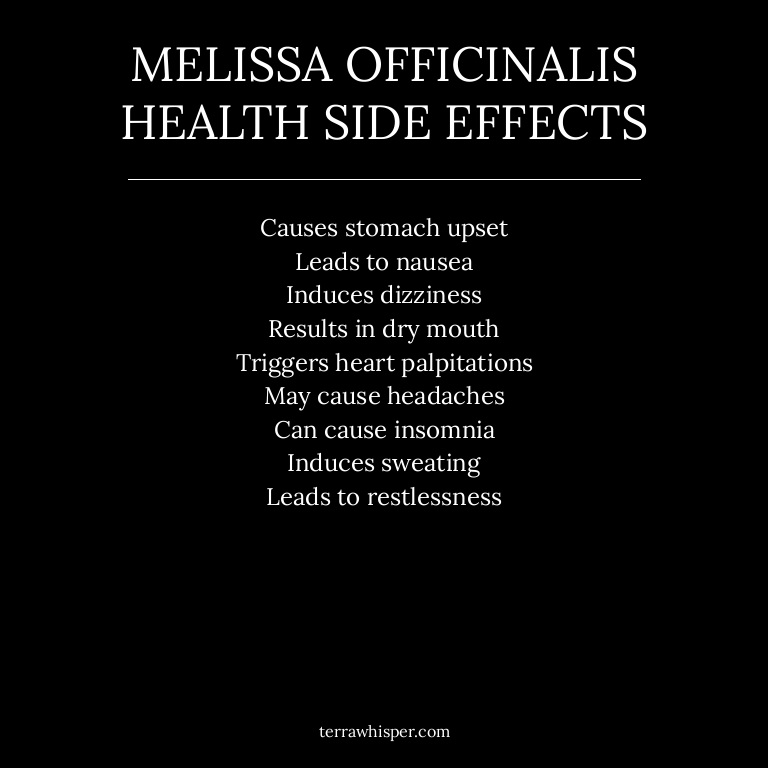 MELISSA OFFICINALIS
HEALTH SIDE EFFECTS
Causes stomach upset
Leads to nausea
Induces dizziness
Results in dry mouth
Triggers heart palpitations
May cause headaches
Can cause insomnia
Induces sweating
Leads to restlessness
terrawhisper.com